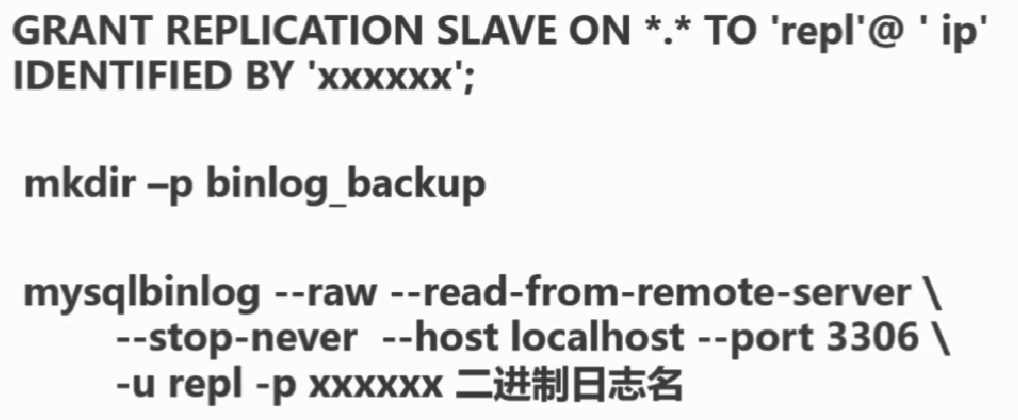 GRANT REPLICATION SLAVE ON *.* TO 'repl'@ ' ip'
IDENTIFIED BY 'xxxxxx';
mkdir –p binlog_backup
mysqlbinlog --raw --read-from-remote-server \
--stop-never --host localhost --port 3306 \
-u repl -p xxxxxx 二进制日志名